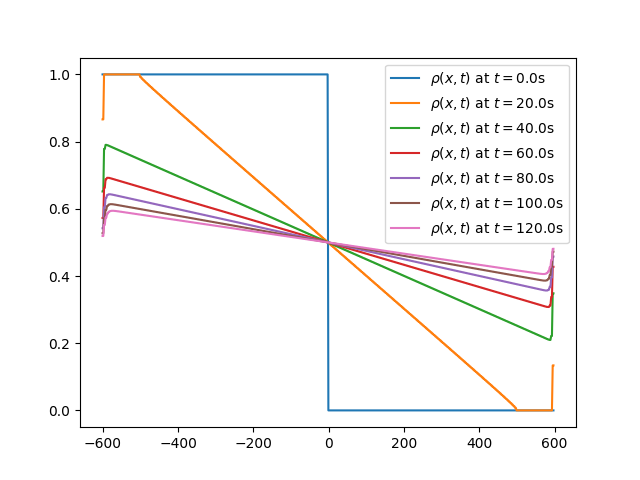 1.0
0.8
0.6
0.4
0.2
0.0
−600
−400
−200
0
200
400
600
ρ(x, t) at t = 0.0s
ρ(x, t) at t = 20.0s
ρ(x, t) at t = 40.0s
ρ(x, t) at t = 60.0s
ρ(x, t) at t = 80.0s
ρ(x, t) at t = 100.0s
ρ(x, t) at t = 120.0s